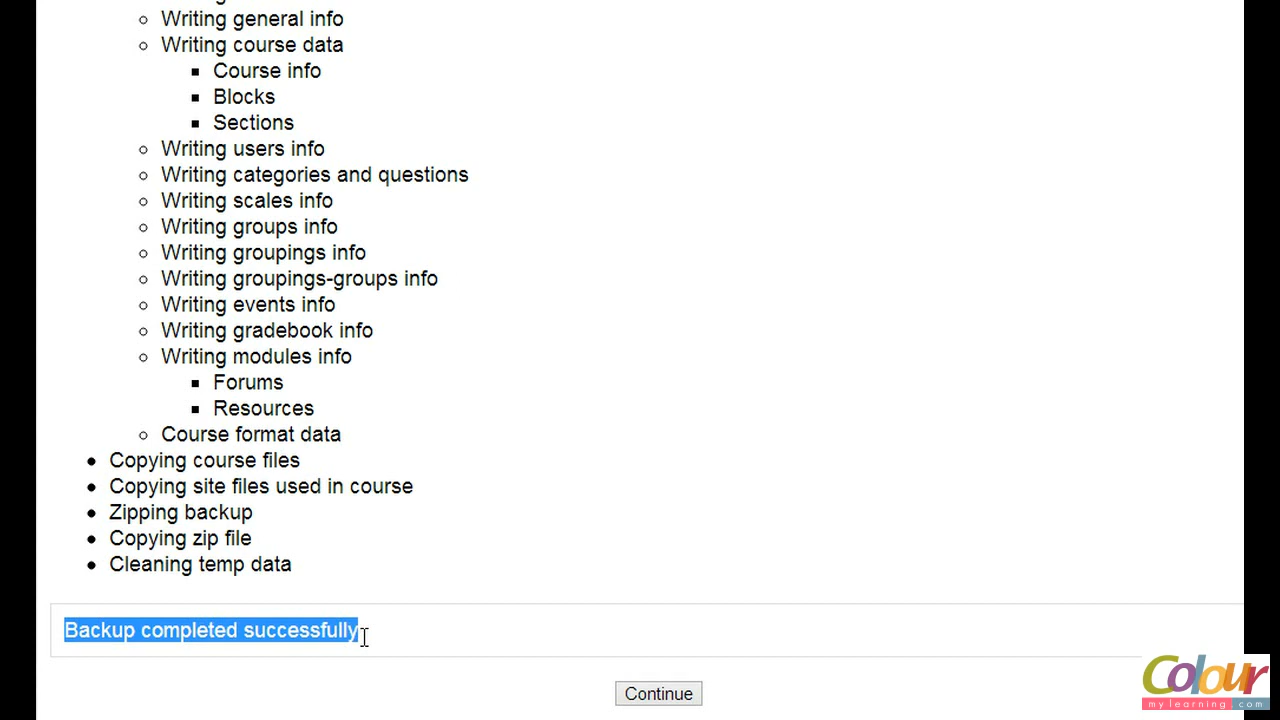 Writing general info
Writing course data
Course info
Blocks
Sections
Writing users info
Writing categories and questions
Writing scales info
Writing groups info
Writing groupings info
Writing groupings-groups info
Writing events info
Writing gradebook info
Writing modules info
Forums
Resources
Course format data
Copying course files
Copying site files used in course
Zipping backup
Copying zip file
Cleaning temp data
Backup completed successfully
Continue
Colour
my learning . com